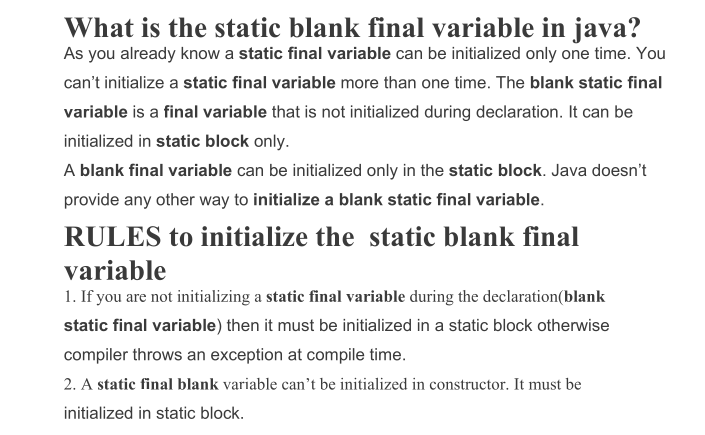 What is the static blank final variable in java?
As you already know a static final variable can be initialized only one time. You
can’t initialize a static final variable more than one time. The blank static final
variable is a final variable that is not initialized during declaration. It can be
initialized in static block only.
A blank final variable can be initialized only in the static block. Java doesn’t
provide any other way to initialize a blank static final variable.
RULES to initialize the  static blank final
variable
1. If you are not initializing a static final variable during the declaration(blank
static final variable) then it must be initialized in a static block otherwise
compiler throws an exception at compile time.
2. A static final blank variable can’t be initialized in constructor. It must be
initialized in static block.